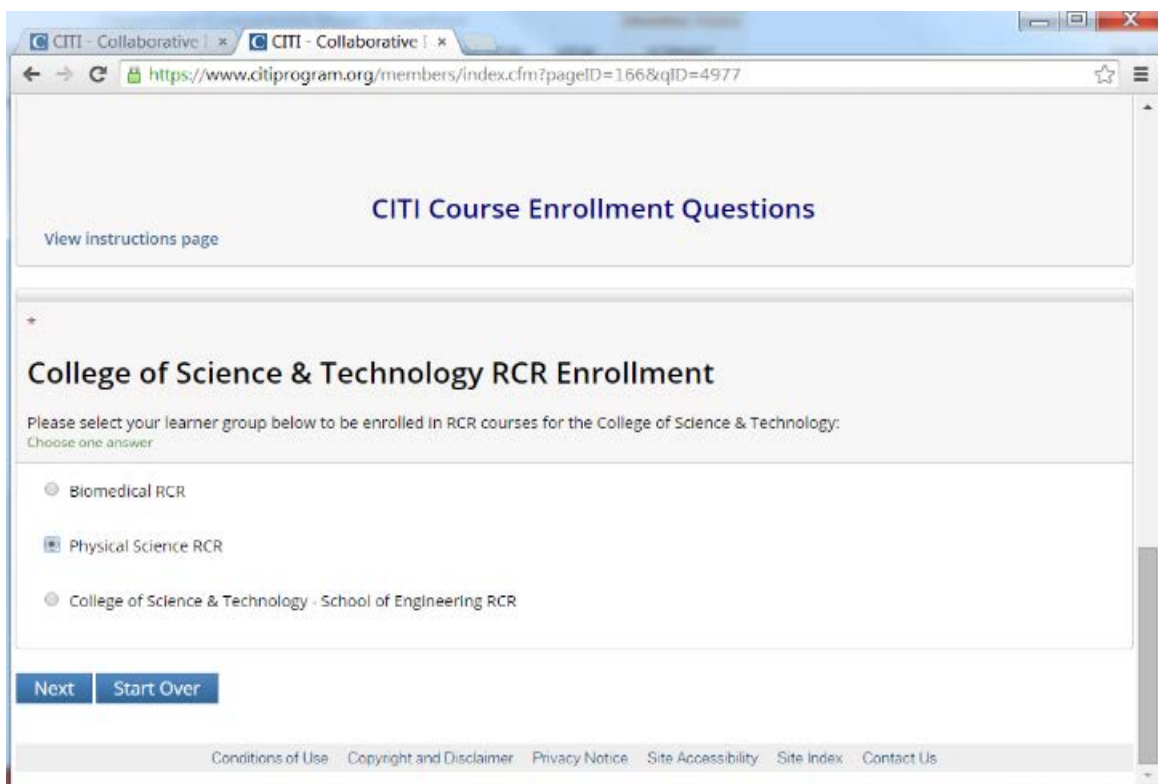 CITI - Collaborative I
CITI - Collaborative I
https://www.citiprogram.org/members/index.cfm?pageID=166&qID=4977
CITI Course Enrollment Questions
View instructions page
*
College of Science & Technology RCR Enrollment
Please select your learner group below to be enrolled in RCR courses for the College of Science & Technology:
Choose one answer
Biomedical RCR
Physical Science RCR
College of Science & Technology - School of Engineering RCR
Next Start Over
Conditions of Use Copyright and Disclaimer Privacy Notice Site Accessibility Site Index Contact Us